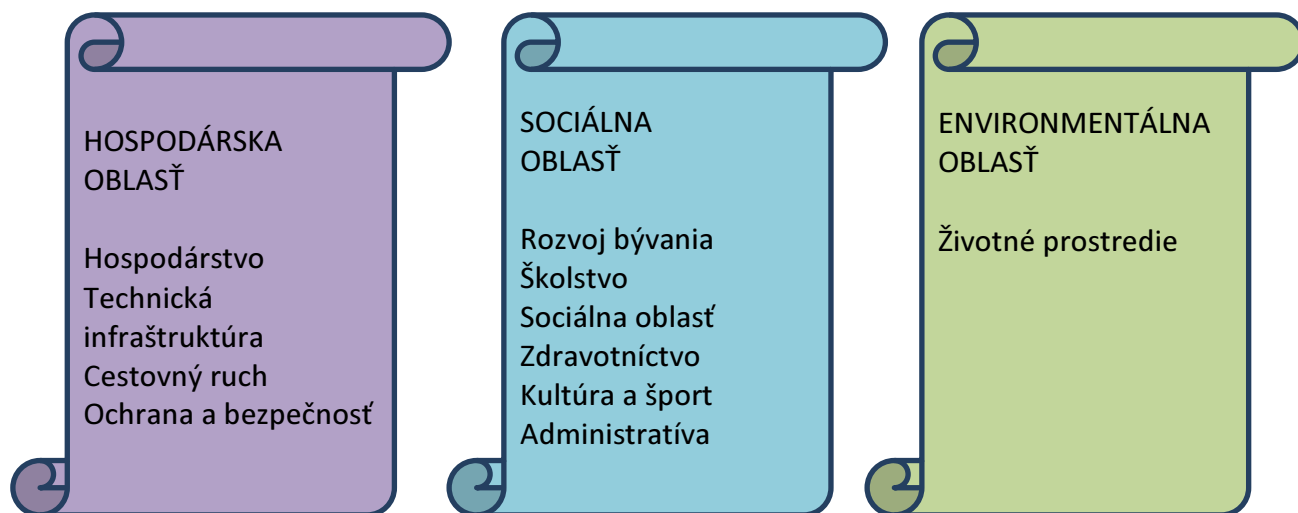 HOSPODÁRSKA
OBLASŤ
Hospodárstvo
Technická
infraštruktúra
Cestovný ruch
Ochrana a bezpečnosť
SOCIÁLNA
OBLASŤ
Rozvoj bývania
Školstvo
Sociálna oblasť
Zdravotníctvo
Kultúra a šport
Administratíva
ENVIRONMENTÁLNA
OBLASŤ
Životné prostredie